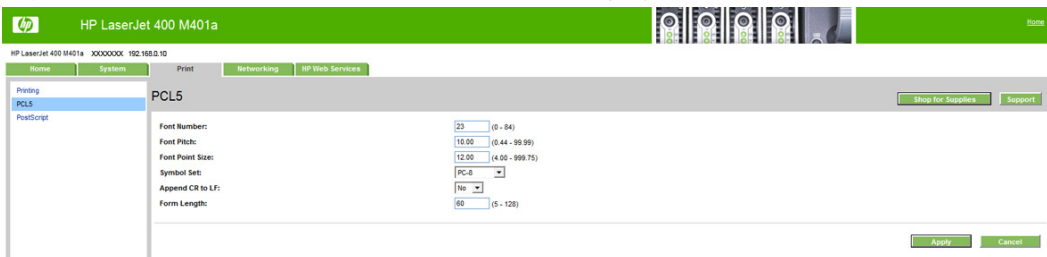 hp HP LaserJet 400 M401a Home
HP LaserJet 400 M401a XXXXXXX 192.168.0.10
Home System Print Networking HP Web Services
Printing
PCL5
PostScript
PCL5 Shop for Supplies Support
Font Number: 23 (0 - 84)
Font Pitch: 10.00 (0.44 - 99.99)
Font Point Size: 12.00 (4.00 - 999.75)
Symbol Set: PC-8
Append CR to LF: No
Form Length: 60 (5 - 128)
Apply Cancel